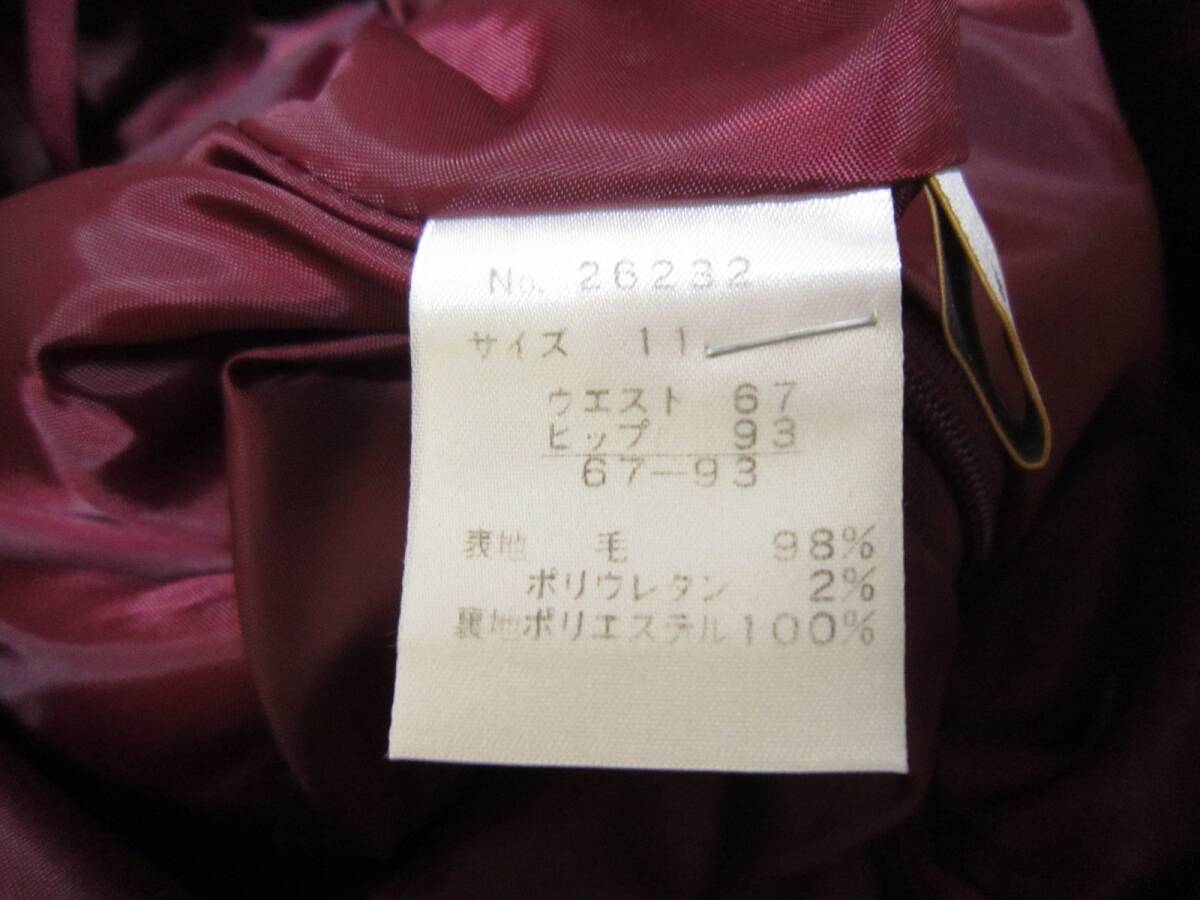 No. 26232
サイズ 11
ウエスト 67
ヒップ 93
67-93
表地 毛 98%
ポリウレタン 2%
裏地ポリエステル100%